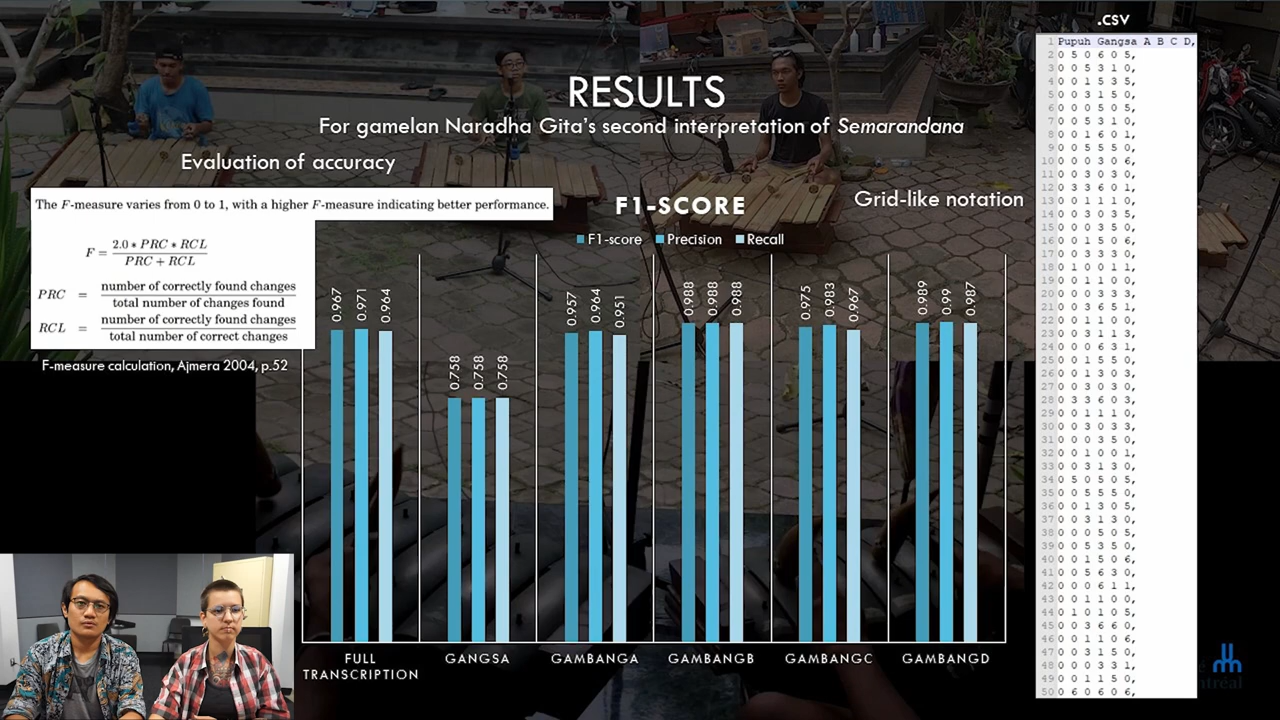 RESULTS
For gamelan Naradha Gita's second interpretation of Semarandana
Evaluation of accuracy
The F-measure varies from 0 to 1, with a higher F-measure indicating better performance.
F = 2.0 * PRC * RCL / PRC + RCL
PRC = number of correctly found changes / total number of changes found
RCL = number of correctly found changes / total number of correct changes
F-measure calculation, Ajmera 2004, p.52
F1-SCORE
F1-score Precision Recall
0.967 0.971 0.964
0.758 0.758 0.758
0.957 0.964 0.951
0.988 0.988 0.988
0.975 0.983 0.967
0.989 0.99 0.987
FULL TRANSCRIPTION
GANGSA
GAMBANGA
GAMBANGB
GAMBANGC
GAMBANGD
Grid-like notation
.csv
1 Pupuh Gangsa A B C D,
2 0 5 0 6 0 5,
3 0 0 5 3 1 0,
4 0 0 1 5 3 5,
5 0 0 3 1 5 0,
6 0 0 0 5 0 5,
7 0 0 5 3 1 0,
8 0 0 1 6 0 1,
9 0 0 5 5 5 0,
10 0 0 0 3 0 6,
11 0 0 3 0 3 0,
12 0 3 3 6 0 1,
13 0 0 1 1 1 0,
14 0 0 3 0 3 5,
15 0 0 0 3 5 0,
16 0 0 1 5 0 6,
17 0 0 3 3 3 0,
18 0 1 0 0 1 1,
19 0 0 1 1 0 0,
20 0 0 0 3 3 3,
21 0 0 3 6 5 1,
22 0 0 1 1 0 0,
23 0 0 3 1 1 3,
24 0 0 0 6 3 1,
25 0 0 1 5 5 0,
26 0 0 1 3 0 3,
27 0 0 3 0 3 0,
28 0 3 3 6 0 3,
29 0 0 1 1 1 0,
30 0 0 3 0 3 3,
31 0 0 0 3 5 0,
32 0 0 1 0 0 1,
33 0 0 3 1 3 0,
34 0 5 0 5 0 5,
35 0 0 5 5 5 0,
36 0 0 1 3 0 5,
37 0 0 3 1 3 0,
38 0 0 0 5 0 5,
39 0 0 5 3 5 0,
40 0 0 1 5 0 6,
41 0 0 5 6 3 0,
42 0 0 0 6 1 1,
43 0 0 1 1 0 0,
44 0 1 0 1 0 5,
45 0 0 3 6 6 0,
46 0 0 1 1 0 6,
47 0 0 3 1 5 0,
48 0 0 0 3 3 1,
49 0 0 1 1 5 0,
50 0 6 0 6 0 6,